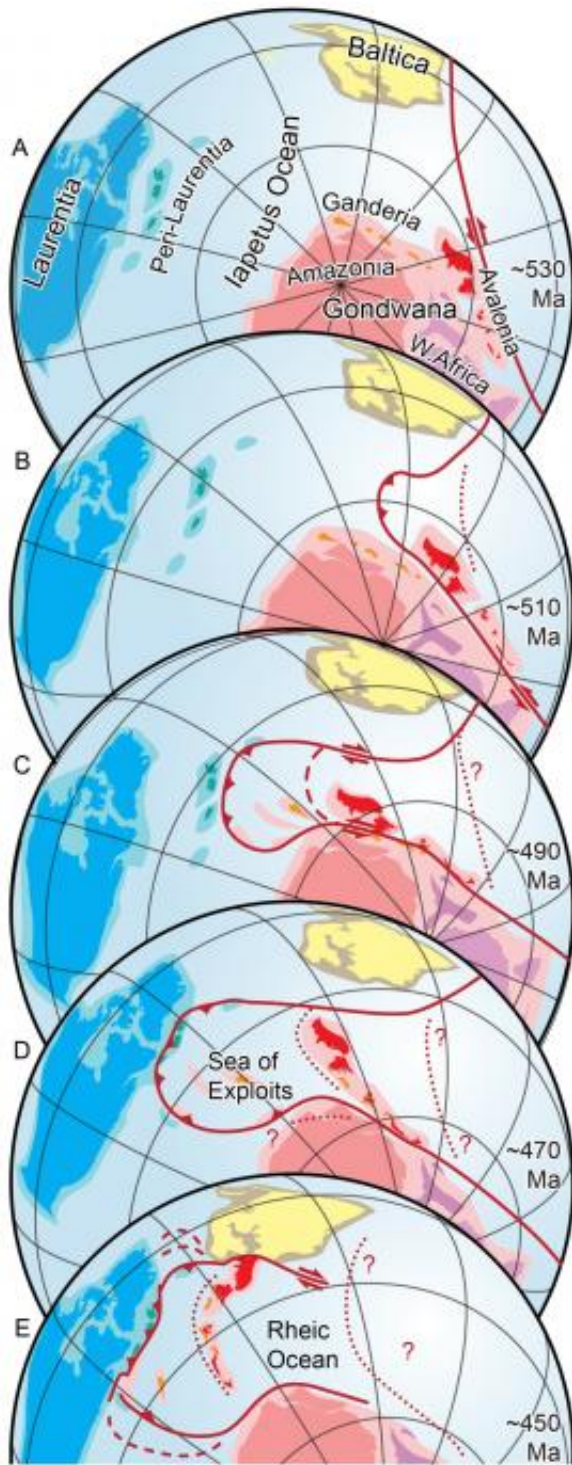 A
Baltica
Laurentia
Peri-Laurentia
Iapetus Ocean
Ganderia
Amazonia
Gondwana
Avalonia
W.Africa
~530
Ma
B
~510
Ma
C
?
~490
Ma
D
Sea of
Exploits
?
?
?
~470
Ma
E
Rheic
Ocean
?
?
~450
Ma